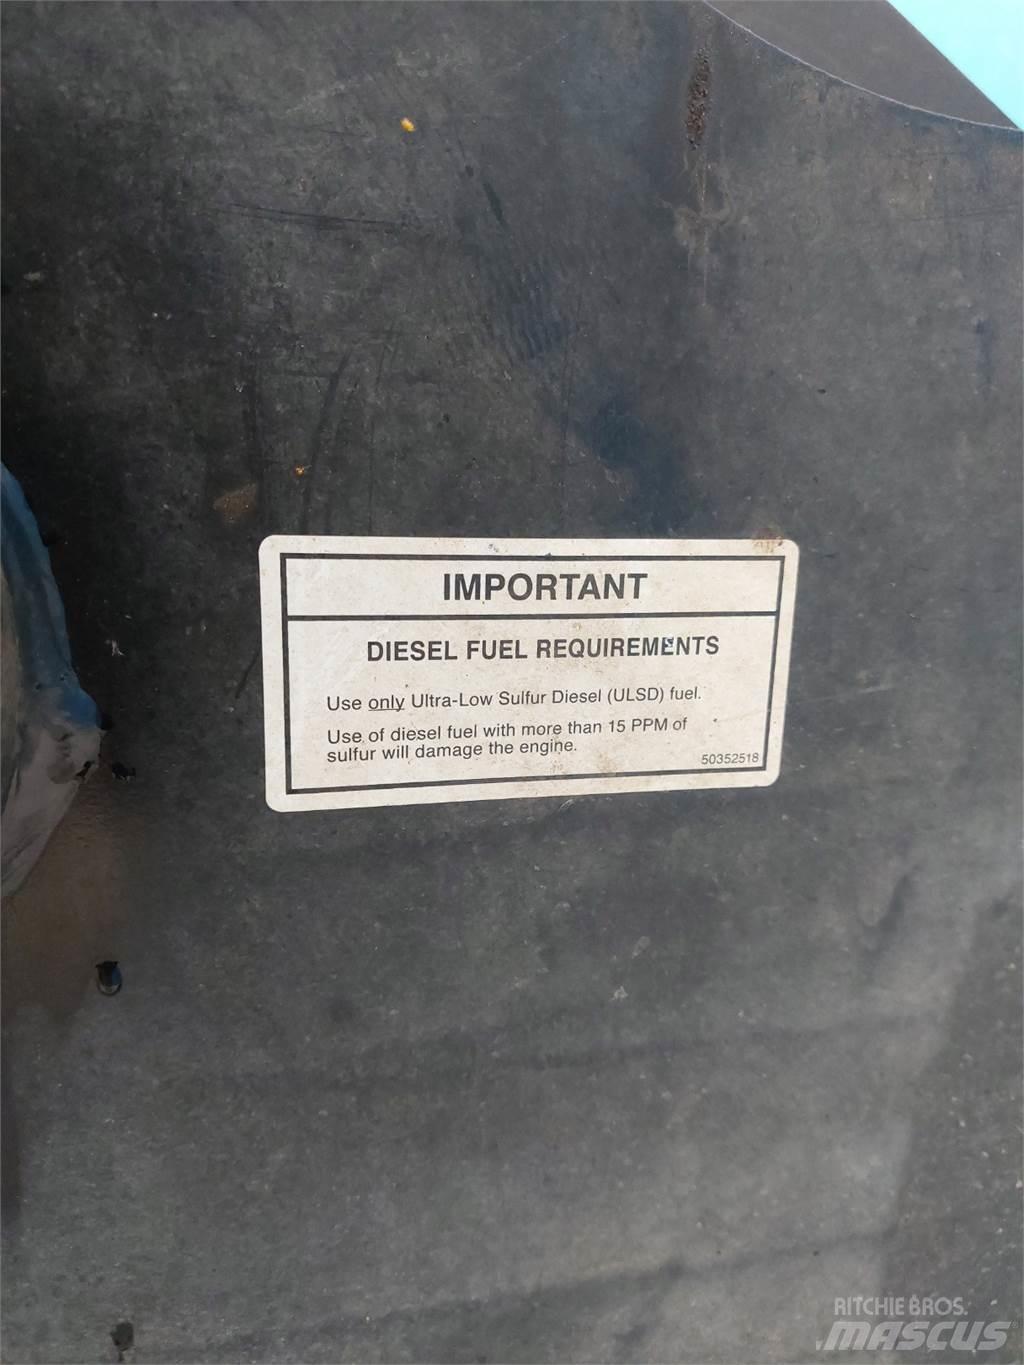 IMPORTANT
DIESEL FUEL REQUIREMENTS
Use only Ultra-Low Sulfur Diesel (ULSD) fuel.
Use of diesel fuel with more than 15 PPM of
sulfur will damage the engine.
50352518
RITCHIE BROS.
MASCUS